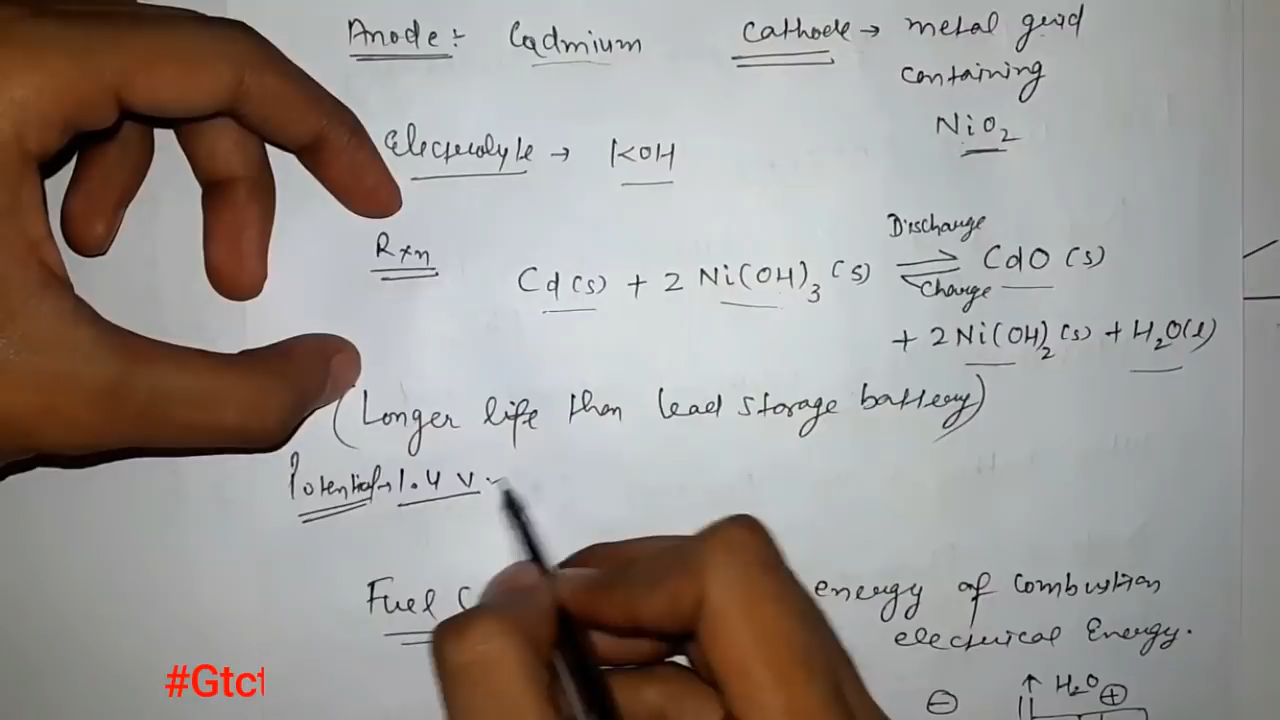 Anode:- Cadmium Cathode → metal grid
containing
NiO2
Electrolyte → KOH
Rxn
Cd(s) + 2 Ni(OH)3(s) ⇌ CdO(s)
Discharge
Charge
+ 2Ni(OH)2(s) + H2O(l)
(Longer life than lead storage battery)
Potential→1.4 V
Fuel energy of combustion
electrical Energy.
↑ H2O ⊕
⊖
#Gtc